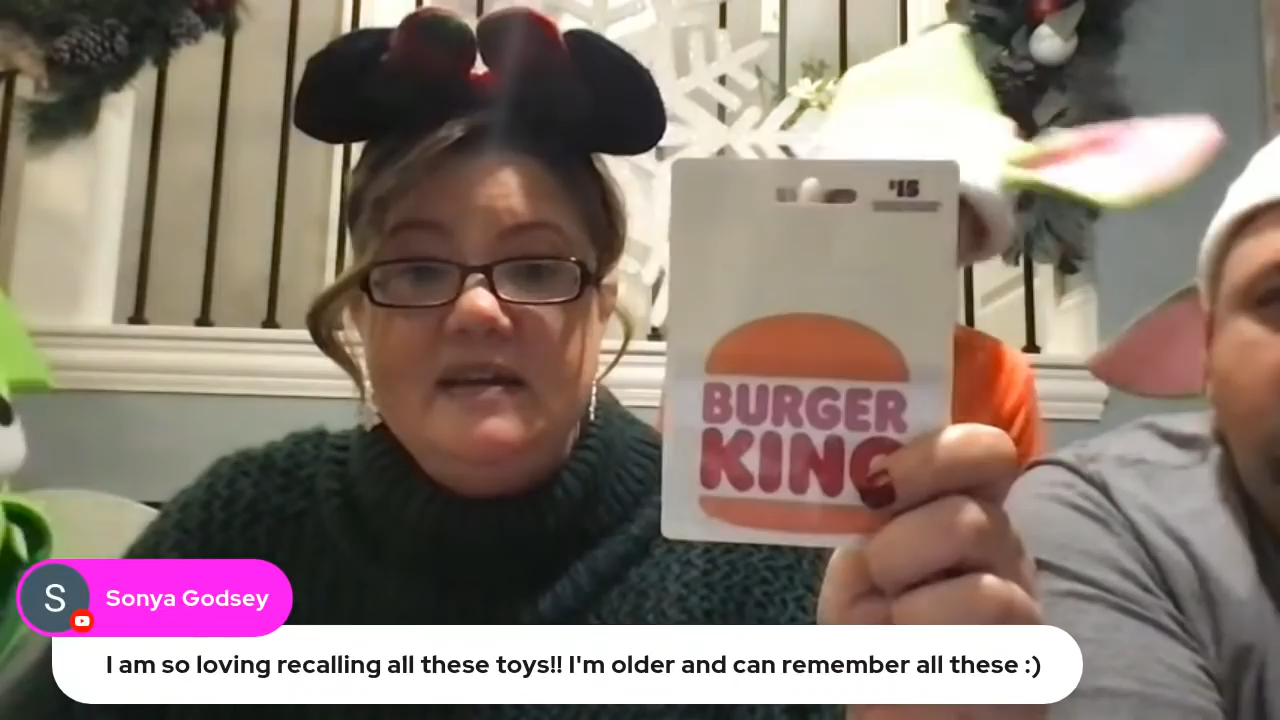 $15
BURGER
KING
S
Sonya Godsey
I am so loving recalling all these toys!! I'm older and can remember all these :)